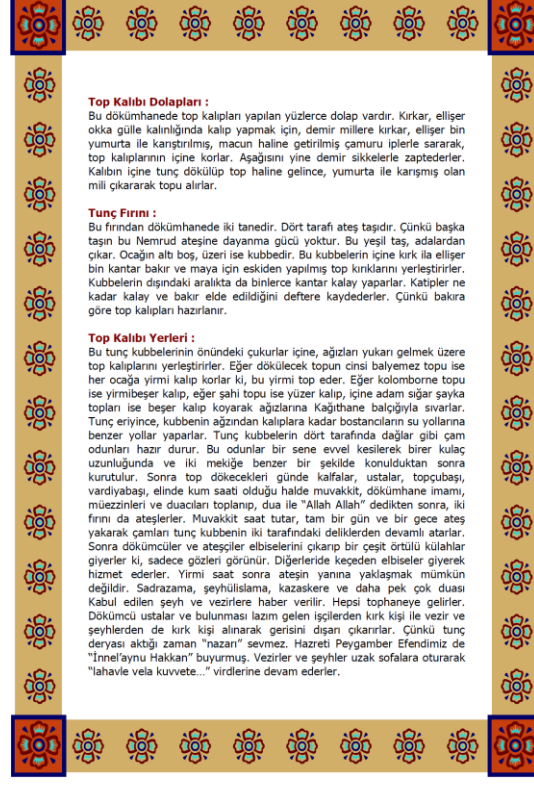 Top Kalıbı Dolapları :
Bu dökümhanede top kalıpları yapılan yüzlerce dolap vardır. Kırkar, ellişer
okka gülle kalınlığında kalıp yapmak için, demir millere kırkar, ellişer bin
yumurta ile karıştırılmış, macun haline getirilmiş çamuru iplerle sararak,
top kalıplarının içine korlar. Aşağısını yine demir sikkelerle zaptederler.
Kalıbın içine tunç dökülüp top haline gelince, yumurta ile karışmış olan
mili çıkararak topu alırlar.
Tunç Fırını :
Bu fırından dökümhanede iki tanedir. Dört tarafı ateş taşıdır. Çünkü başka
taşın bu Nemrud ateşine dayanma gücü yoktur. Bu yeşil taş, adalardan
çıkar. Ocağın altı boş, üzeri ise kubbedir. Bu kubbelerin içine kırk ila ellişer
bin kantar bakır ve maya için eskiden yapılmış top kırıklarını yerleştirirler.
Kubbelerin dışındaki aralıkta da binlerce kantar kalay yaparlar. Katipler ne
kadar kalay ve bakır elde edildiğini deftere kaydederler. Çünkü bakıra
göre top kalıpları hazırlanır.
Top Kalıbı Yerleri :
Bu tunç kubbelerinin önündeki çukurlar içine, ağızları yukarı gelmek üzere
top kalıplarını yerleştirirler. Eğer dökülecek topun cinsi balyemez topu ise
her ocağa yirmi kalıp korlar ki, bu yirmi top eder. Eğer kolomborne topu
ise yirmibeşer kalıp, eğer şahi topu ise yüzer kalıp, içine adam sığar şayka
topları ise beşer kalıp koyarak ağızlarına Kağıthane balçığıyla sıvarlar.
Tunç eriyince, kubbenin ağzından kalıplara kadar bostancıların su yollarına
benzer yollar yaparlar. Tunç kubbelerin dört tarafında dağlar gibi çam
odunları hazır durur. Bu odunlar bir sene evvel kesilerek birer kulaç
uzunluğunda ve iki mekiğe benzer bir şekilde konulduktan sonra
kurutulur. Sonra top dökecekleri günde kalfalar, ustalar, topçubaşı,
vardiyabaşı, elinde kum saati olduğu halde muvakkit, dökümhane imamı,
müezzinleri ve duacıları toplanıp, dua ile “Allah Allah” dedikten sonra, iki
fırını da ateşlerler. Muvakkit saat tutar, tam bir gün ve bir gece ateş
yakarak çamları tunç kubbenin iki tarafındaki deliklerden devamlı atarlar.
Sonra dökümcüler ve ateşçiler elbiselerini çıkarıp bir çeşit örtülü külahlar
giyerler ki, sadece gözleri görünür. Diğerleride keçeden elbiseler giyerek
hizmet ederler. Yirmi saat sonra ateşin yanına yaklaşmak mümkün
değildir. Sadrazama, şeyhülislama, kazaskere ve daha pek çok duası
Kabul edilen şeyh ve vezirlere haber verilir. Hepsi tophaneye gelirler.
Dökümcü ustalar ve bulunması lazım gelen işçilerden kırk kişi ile vezir ve
şeyhlerden de kırk kişi alınarak gerisini dışarı çıkarırlar. Çünkü tunç
deryası aktığı zaman “nazarı” sevmez. Hazreti Peygamber Efendimiz de
“İnnel’aynu Hakkan” buyurmuş. Vezirler ve şeyhler uzak sofalara oturarak
“lahavle vela kuvvete…” virdlerine devam ederler.